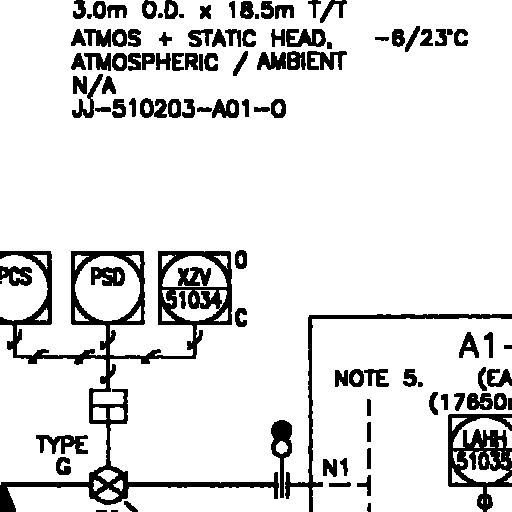 3.0m O.D. x 18.5m T/T
ATMOS + STATIC HEAD, -6/23°C
ATMOSPHERIC / AMBIENT
N/A
JJ-510203-A01-0
PCS
PSD
XZV
51034
O
C
A1-
NOTE 5.
(EA
(17650
TYPE
G
LAHH
51035
N1